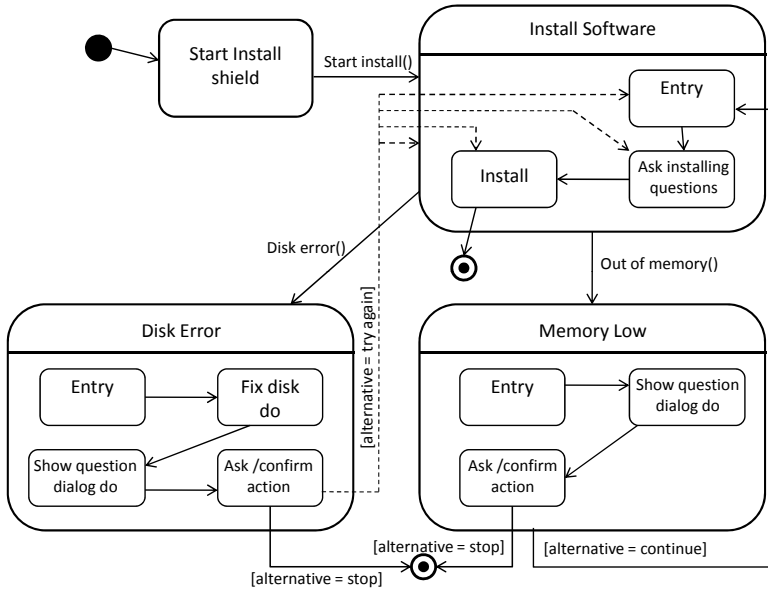 Start Install
shield
Start install()
Install Software
Entry
Ask installing
questions
Install
Disk error()
Out of memory()
[alternative = try again]
Disk Error
Entry
Fix disk
do
Show question
dialog do
Ask /confirm
action
Memory Low
Entry
Show question
dialog do
Ask /confirm
action
[alternative = stop]
[alternative = stop]
[alternative = continue]